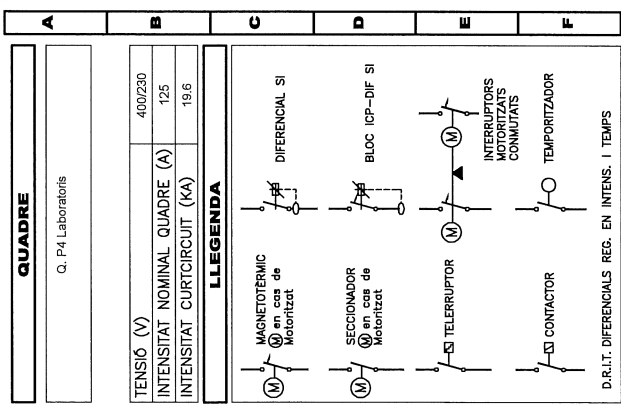 A
B
C
D
E
F
QUADRE
Q. P4 Laboratoris
TENSIÓ (V) 400/230
INTENSITAT NOMINAL QUADRE (A) 125
INTENSITAT CURTCIRCUIT (KA) 19.6
LLEGENDA
MAGNETOTÈRMIC
M en cas de
Motoritzat
M
DIFERENCIAL SI
SECCIONADOR
M en cas de
Motoritzat
M
BLOC ICP-DIF SI
TELERRUPTOR
M
M
INTERRUPTORS
MOTORITZATS
CONMUTATS
CONTACTOR
TEMPORITZADOR
D.R.I.T. DIFERENCIALS REG. EN INTENS. I TEMPS